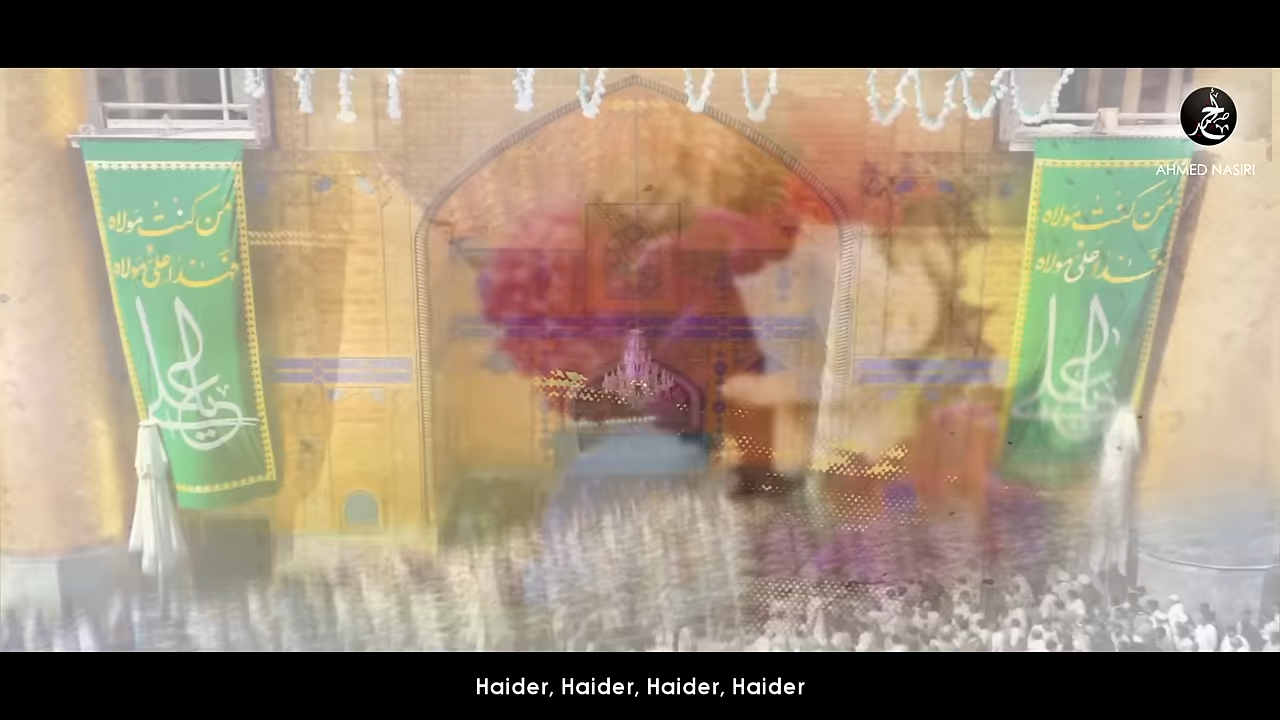 من كنت مولاه
فهذا علي مولاه
يا علي
من كنت مولاه
فهذا علي مولاه
يا علي
AHMED NASIRI
Haider, Haider, Haider, Haider